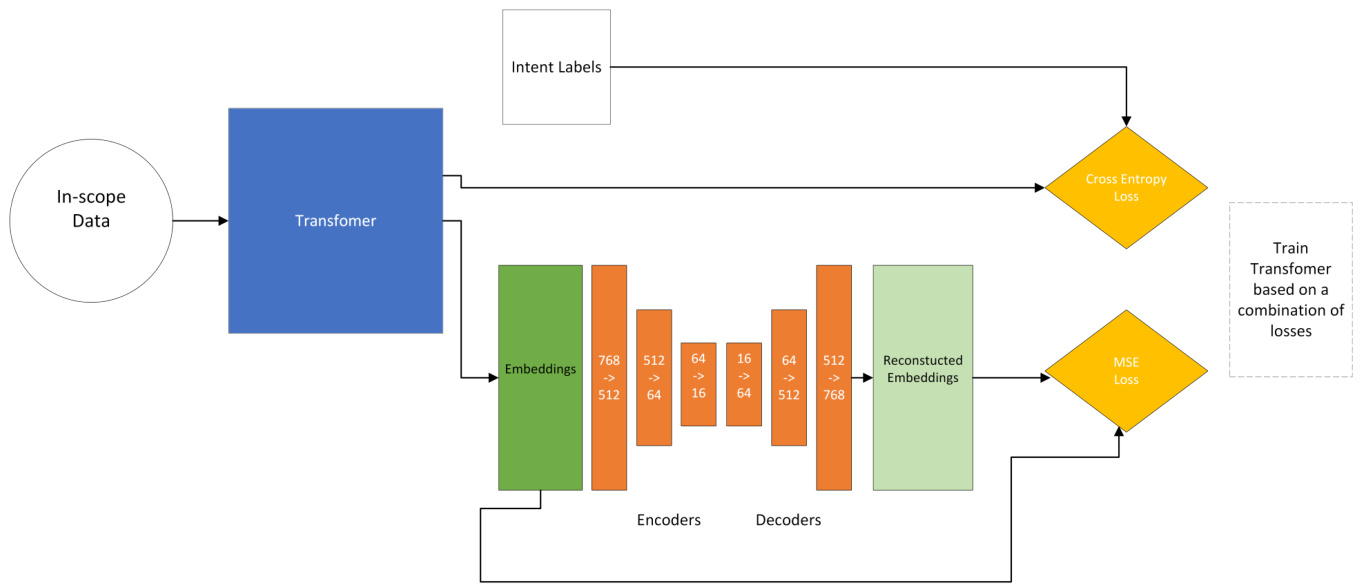 Intent Labels
In-scope
Data
Transfomer
Cross Entropy
Loss
Train
Transfomer
based on a
combination of
losses
Embeddings
768
->
512
512
->
64
64
->
16
16
->
64
64
->
512
512
->
768
Reconstucted
Embeddings
MSE
Loss
Encoders
Decoders